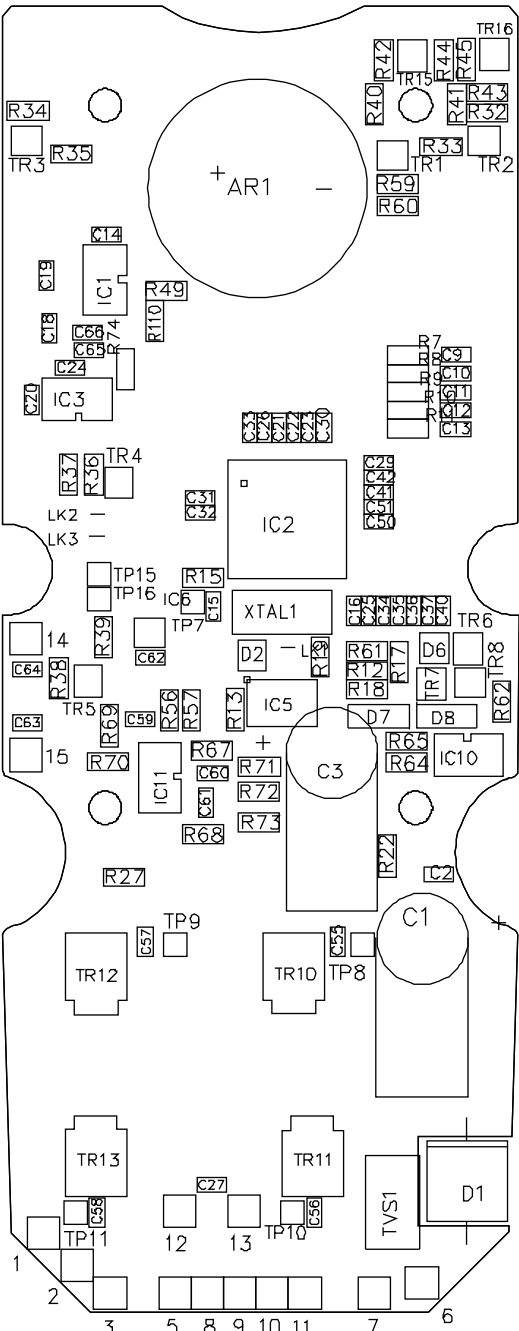 TR16
R42
R44
R45
TR15
R40
R41
R43
R32
R34
TR3
R35
R33
TR1
TR2
R59
R60
+ AR1 −
C14
C19
IC1
R49
R110
C18
C66
R74
C65
C24
C20
IC3
R7
R8
C9
R9
C10
C11
C12
C13
C33
C26
C21
C22
C23
C30
TR4
R37
R36
C29
C42
C41
C51
C50
C31
C32
LK2
LK3
IC2
TP15
TP16
R15
IC6
C15
XTAL1
C16
C25
C34
C35
C36
C37
C40
14
R39
TP7
C62
D2
R19
R61
R12
R18
R17
D6
TR6
TR8
TR7
C64
R38
TR5
R69
C59
R56
R57
R13
IC5
D7
D8
R62
C63
15
R70
IC11
R67
C60
C61
R68
+
R71
R72
R73
C3
R65
R64
IC10
R22
C2
R27
C1
+
C57
TP9
C55
TP8
TR12
TR10
TR13
TR11
C27
C58
TP11
12
13
C56
TP10
TVS1
D1
1
2
3
5
8
9
10
11
7
6